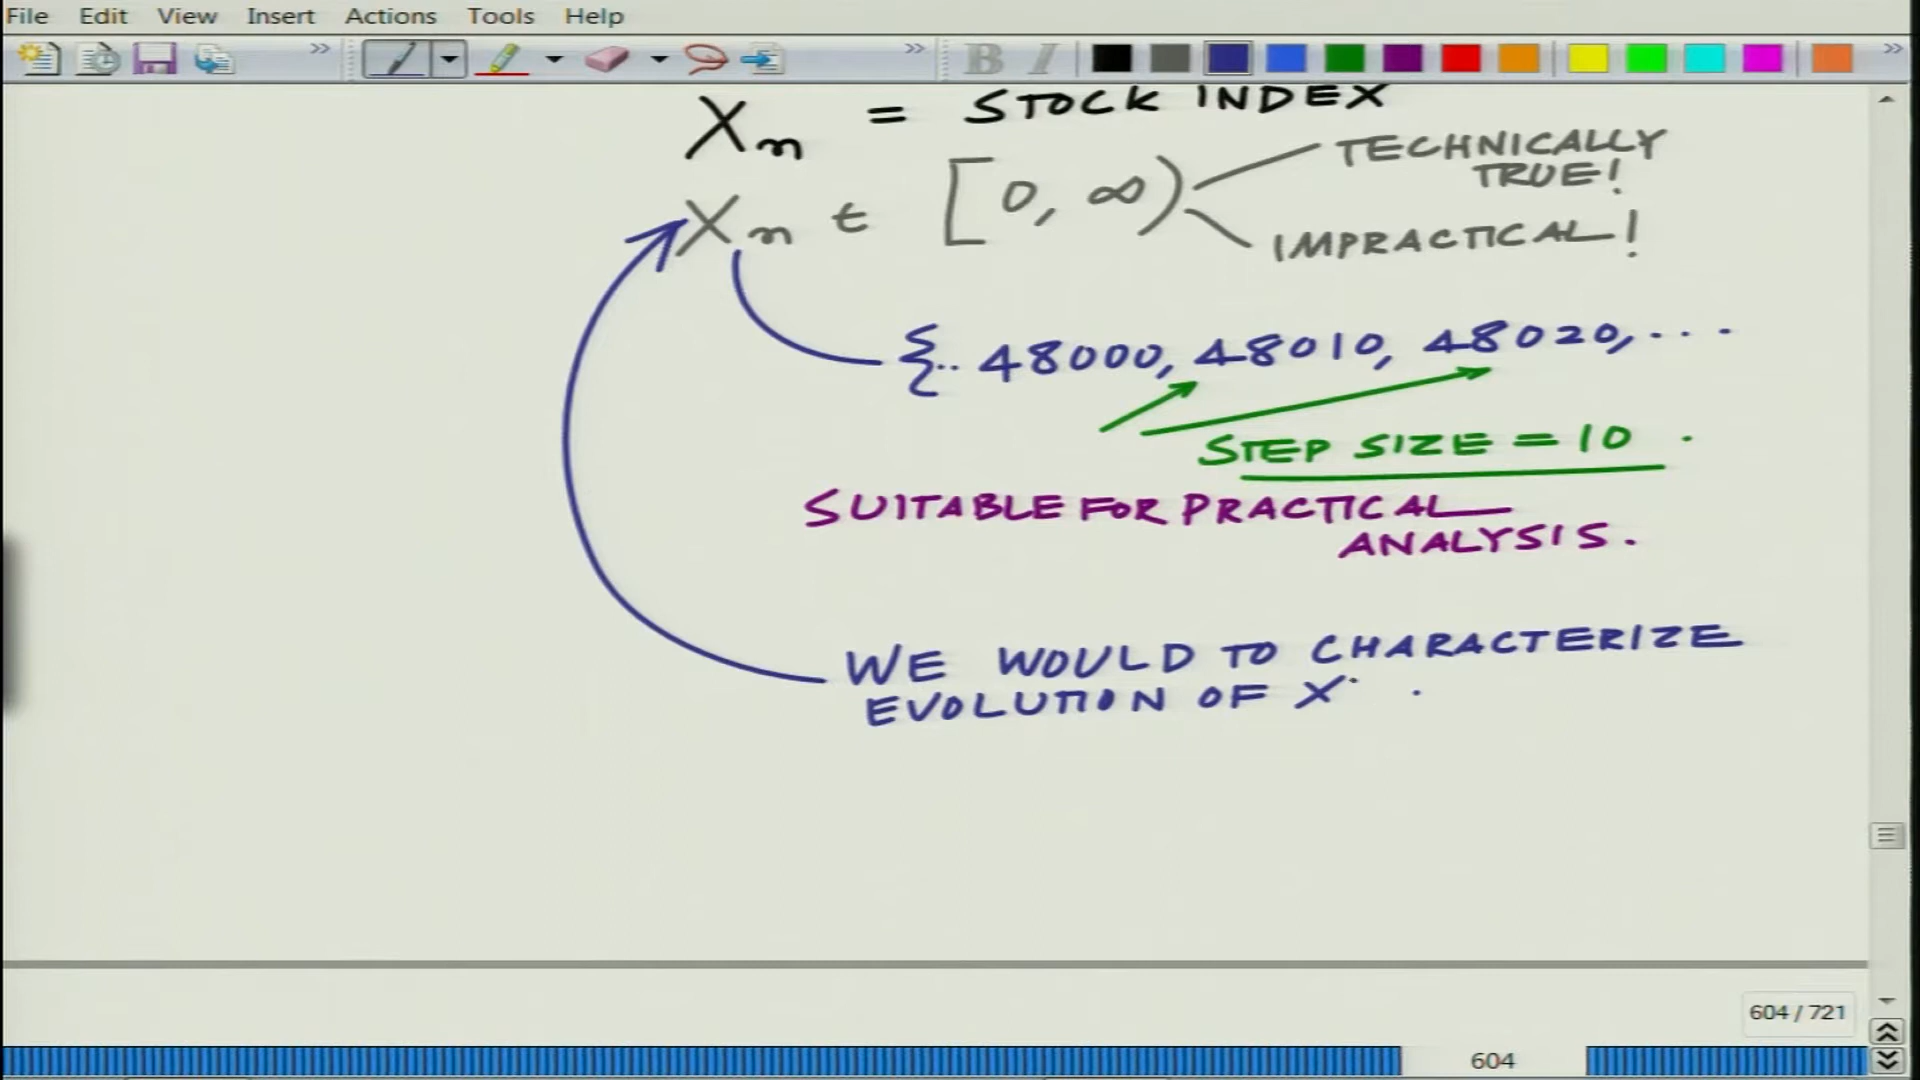 File Edit View Insert Actions Tools Help
B I
Xn = STOCK INDEX
Xn ∈ [0, ∞) TECHNICALLY TRUE!
IMPRACTICAL!
{.. 48000, 48010, 48020, ...
STEP SIZE = 10 .
SUITABLE FOR PRACTICAL
ANALYSIS.
WE WOULD TO CHARACTERIZE
EVOLUTION OF X
604 / 721
604